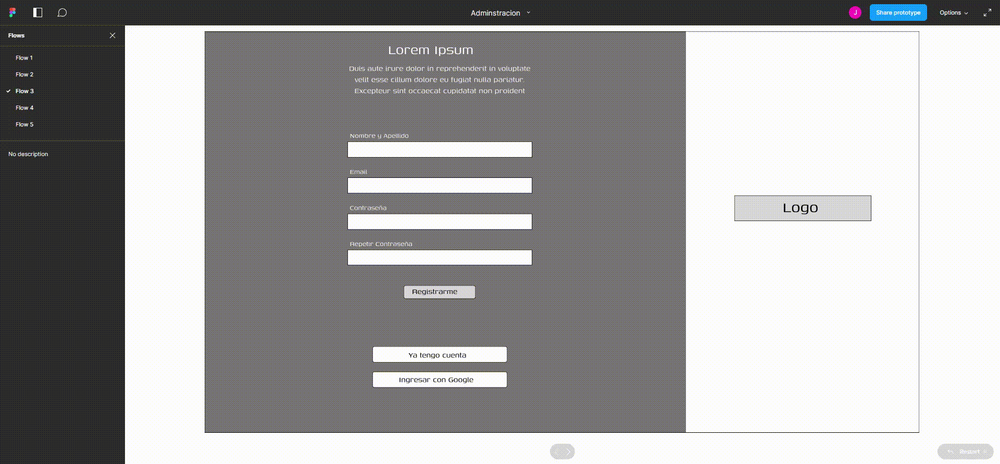 Adminstracion
J
Share prototype
Options
Flows
Flow 1
Flow 2
Flow 3
Flow 4
Flow 5
No description
Lorem Ipsum
Duis aute irure dolor in reprehenderit in voluptate
velit esse cillum dolore eu fugiat nulla pariatur.
Excepteur sint occaecat cupidatat non proident
Nombre y Apellido
Email
Contraseña
Repetir Contraseña
Registrarme
Ya tengo cuenta
Ingresar con Google
Logo
Restart